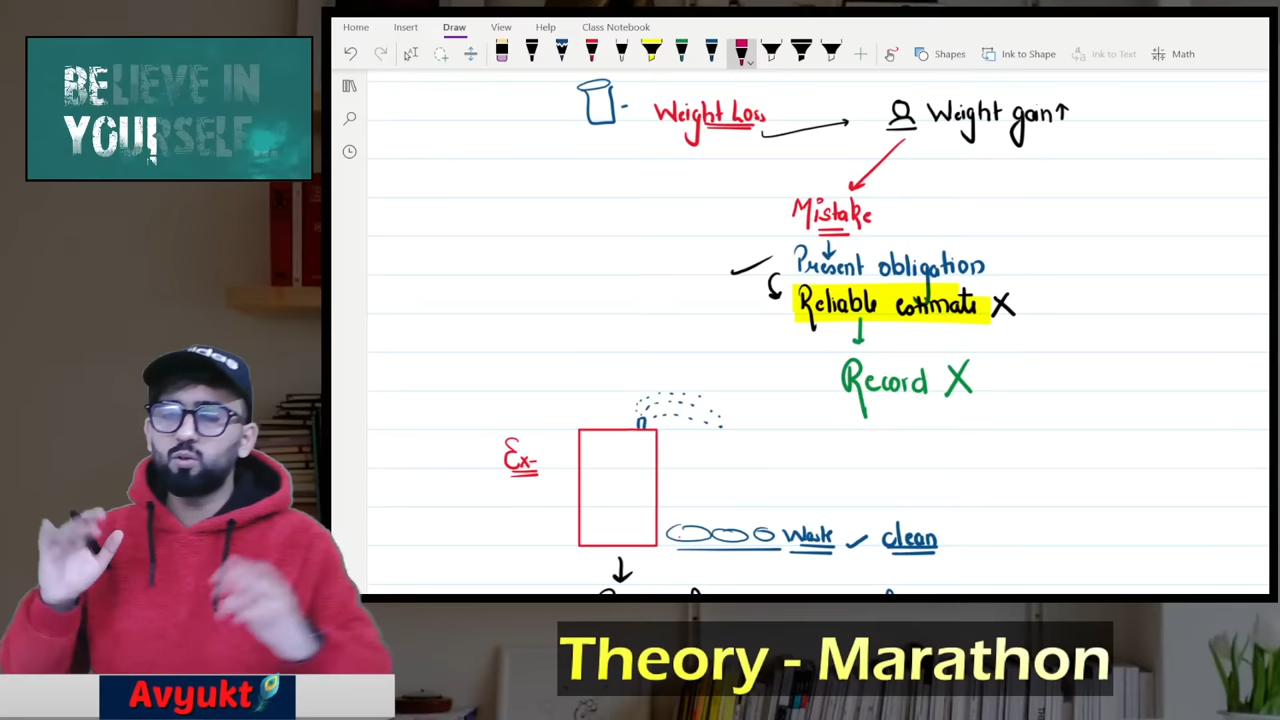 BELIEVE IN
YOURSELF
Home Insert Draw View Help Class Notebook
Shapes Ink to Shape Ink to Text Math
Weight Loss Weight gain↑
Mistake
Present obligation
Reliable estimate X
Record X
Ex-
Waste ✓ clean
adidas
Theory - Marathon
Avyukt